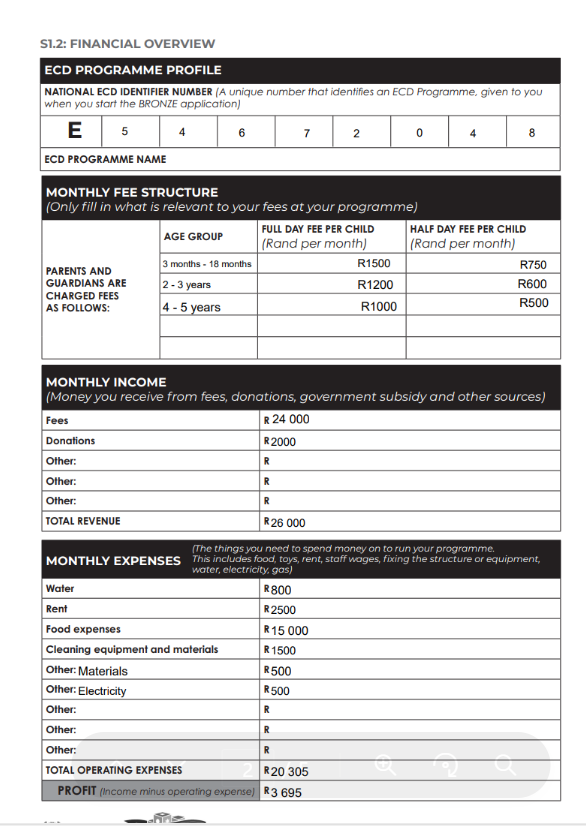 S1.2: FINANCIAL OVERVIEW
ECD PROGRAMME PROFILE
NATIONAL ECD IDENTIFIER NUMBER (A unique number that identifies an ECD Programme, given to you
when you start the BRONZE application)
E 5 4 6 7 2 0 4 8
ECD PROGRAMME NAME
MONTHLY FEE STRUCTURE
(Only fill in what is relevant to your fees at your programme)
AGE GROUP FULL DAY FEE PER CHILD (Rand per month) HALF DAY FEE PER CHILD (Rand per month)
PARENTS AND
GUARDIANS ARE
CHARGED FEES
AS FOLLOWS:
3 months - 18 months R1500 R750
2 - 3 years R1200 R600
4 - 5 years R1000 R500
MONTHLY INCOME
(Money you receive from fees, donations, government subsidy and other sources)
Fees R 24 000
Donations R2000
Other: R
Other: R
Other: R
TOTAL REVENUE R26 000
MONTHLY EXPENSES (The things you need to spend money on to run your programme.
This includes food, toys, rent, staff wages, fixing the structure or equipment,
water, electricity, gas)
Water R800
Rent R2500
Food expenses R15 000
Cleaning equipment and materials R1500
Other: Materials R500
Other: Electricity R500
Other: R
Other: R
Other: R
TOTAL OPERATING EXPENSES R20 305
PROFIT (Income minus operating expense) R3 695